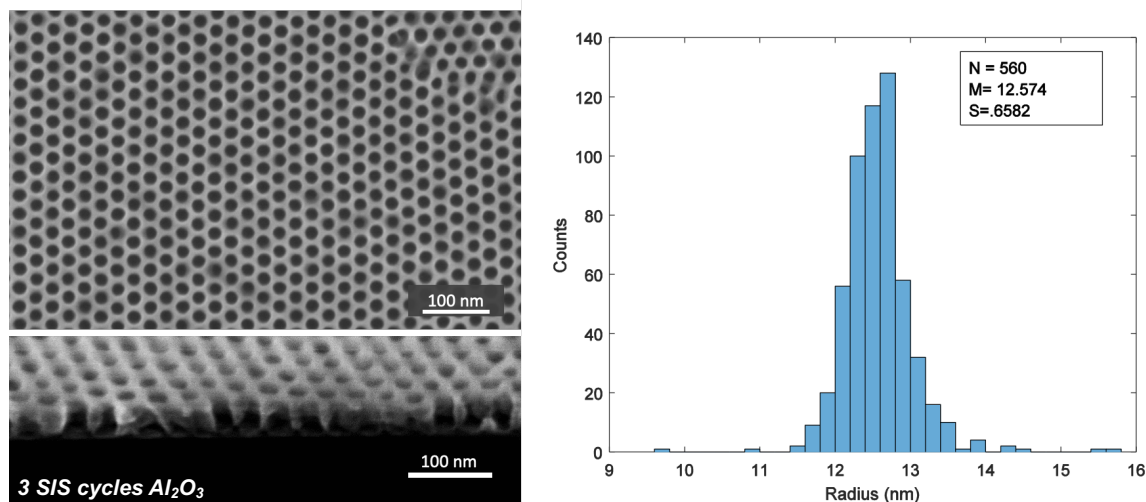 100 nm
100 nm
3 SIS cycles Al₂O₃
140
120
100
80
60
40
20
0
Counts
N = 560
M= 12.574
S=.6582
9 10 11 12 13 14 15 16
Radius (nm)